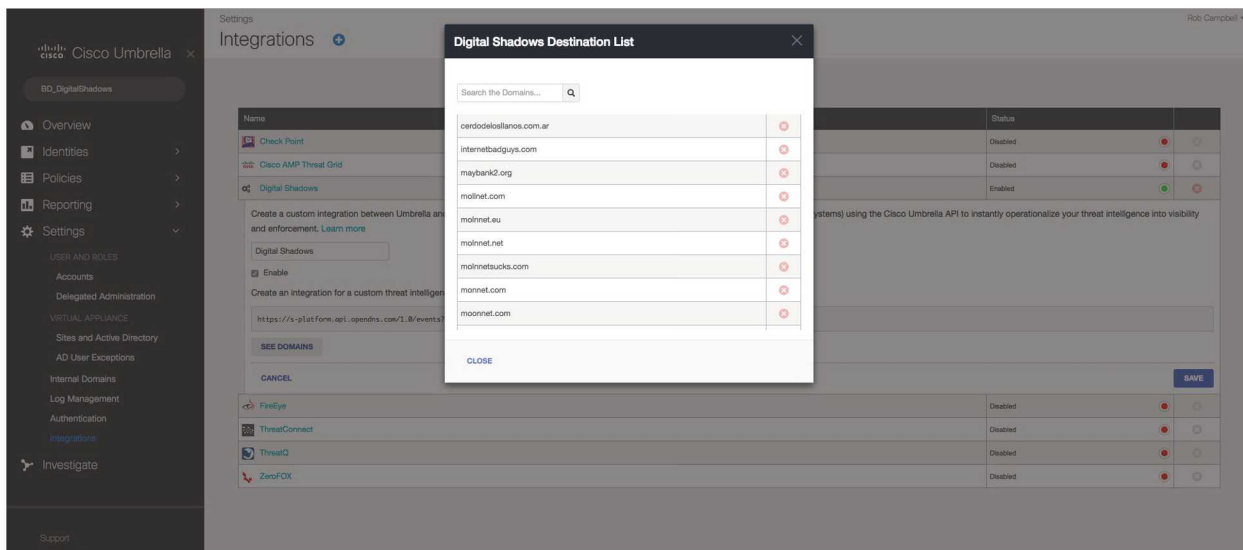 Settings
Integrations
Rob Campbell
cisco Cisco Umbrella
BD_DigitalShadows
Overview
Identities
Policies
Reporting
Settings
USER AND ROLES
Accounts
Delegated Administration
VIRTUAL APPLIANCE
Sites and Active Directory
AD User Exceptions
Internal Domains
Log Management
Authentication
Integrations
Investigate
Support
Name
Status
Check Point
Disabled
Cisco AMP Threat Grid
Disabled
Digital Shadows
Enabled
Create a custom integration between Umbrella and
ystems) using the Cisco Umbrella API to instantly operationalize your threat intelligence into visibility
and enforcement. Learn more
Digital Shadows
Enable
Create an integration for a custom threat intelligen
https://s-platform.api.opendns.com/1.0/events?
SEE DOMAINS
CANCEL
SAVE
FireEye
Disabled
ThreatConnect
Disabled
ThreatQ
Disabled
ZeroFOX
Disabled
Digital Shadows Destination List
Search the Domains...
cerdodelosllanos.com.ar
internetbadguys.com
maybank2.org
mollnet.com
molnnet.eu
molnnet.net
molnnetsucks.com
monnet.com
moonnet.com
CLOSE